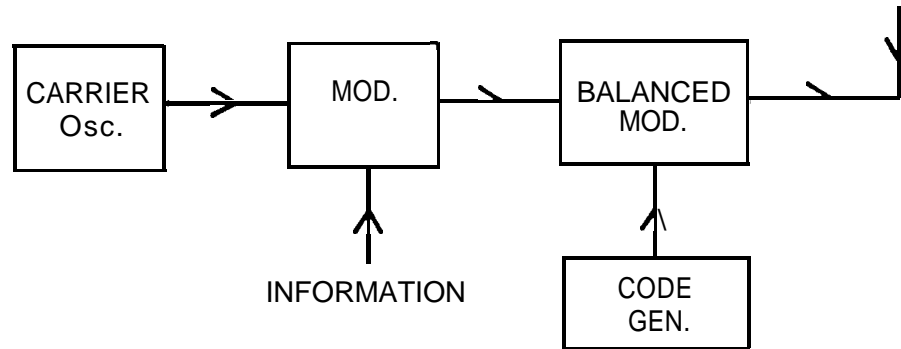 CARRIER
Osc.
MOD.
BALANCED
MOD.
INFORMATION
CODE
GEN.